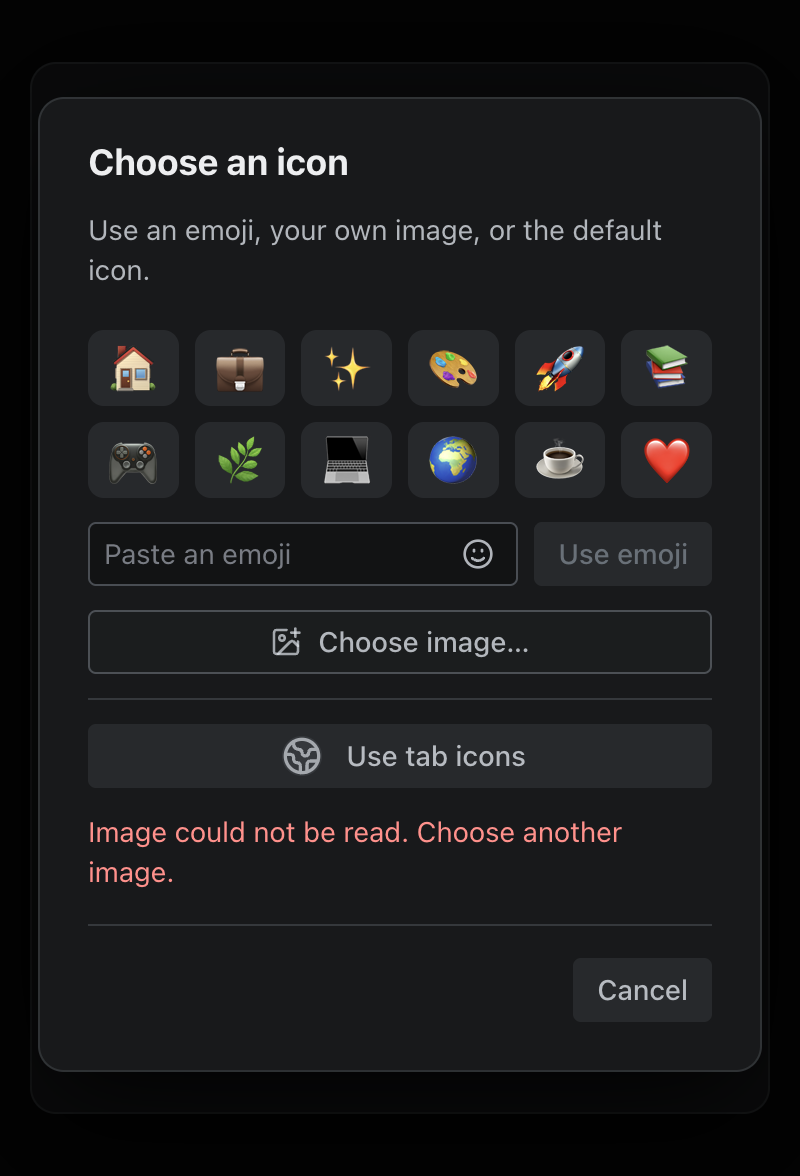 Choose an icon
Use an emoji, your own image, or the default
icon.
Paste an emoji
Use emoji
Choose image...
Use tab icons
Image could not be read. Choose another
image.
Cancel